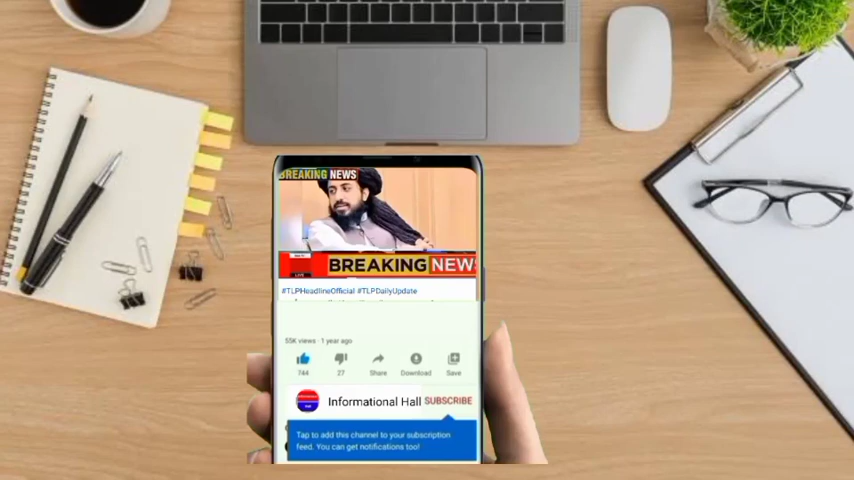 BREAKING NEWS
LIVE
BREAKING NEWS
#TLPHeadlineOfficial #TLPDailyUpdate
55K views · 1 year ago
744
27
Share
Download
Save
Informational Hall SUBSCRIBE
Tap to add this channel to your subscription
feed. You can get notifications too!